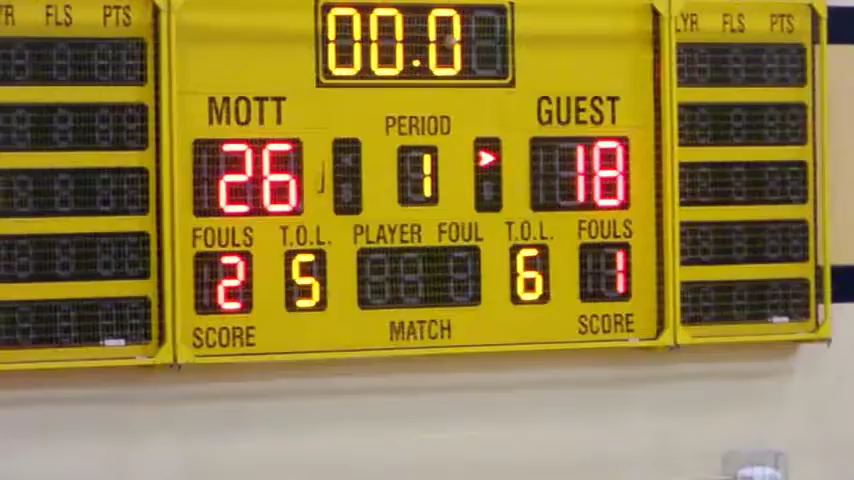 YR FLS PTS
00.0
LYR FLS PTS
MOTT
GUEST
PERIOD
26
1
18
FOULS T.O.L. PLAYER FOUL T.O.L. FOULS
2 5 6 1
SCORE MATCH SCORE